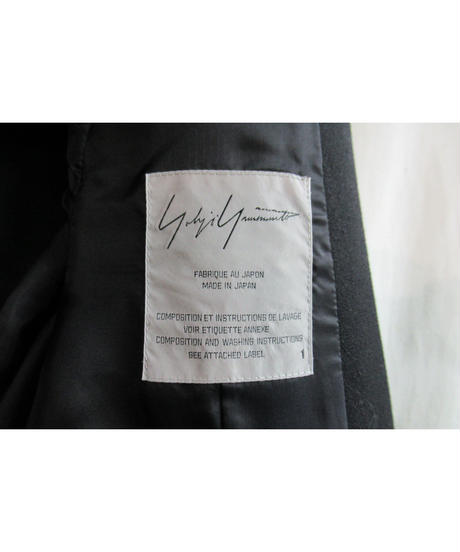 Yohji Yamamoto
FABRIQUE AU JAPON
MADE IN JAPAN
COMPOSITION ET INSTRUCTIONS DE LAVAGE
VOIR ETIQUETTE ANNEXE
COMPOSITION AND WASHING INSTRUCTIONS
SEE ATTACHED LABEL
1